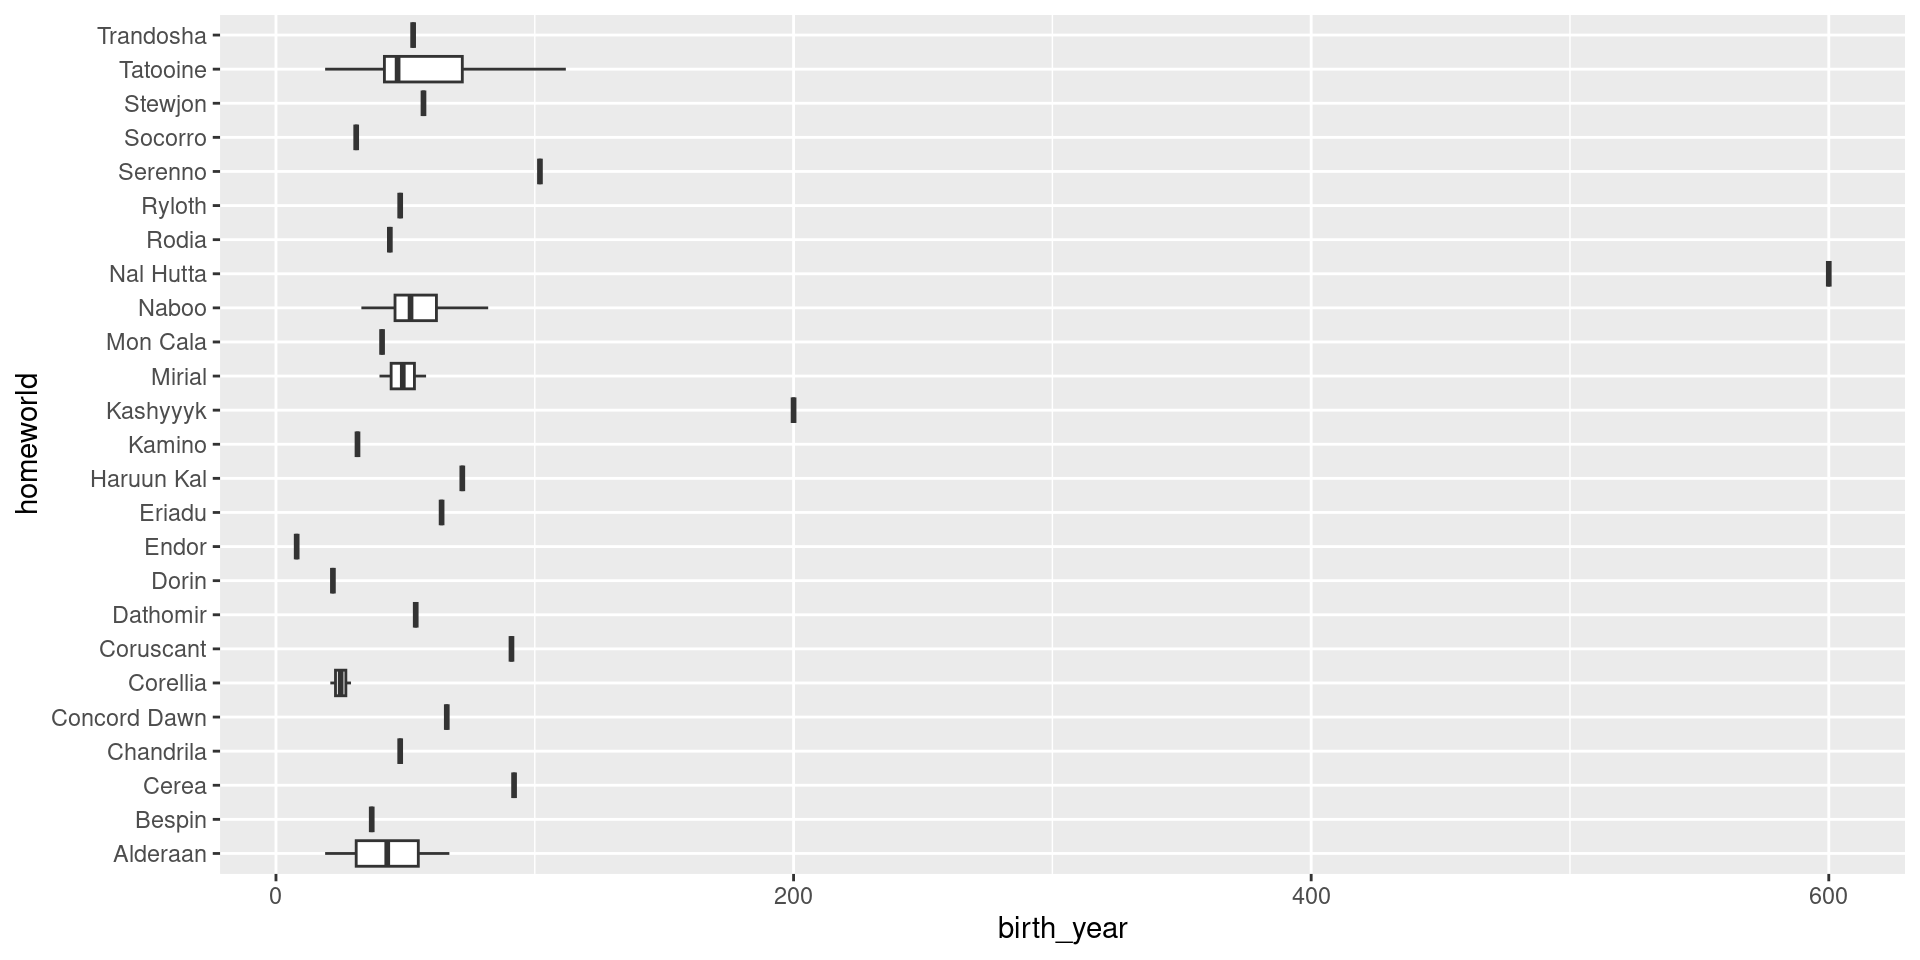 Trandosha
Tatooine
Stewjon
Socorro
Serenno
Ryloth
Rodia
Nal Hutta
Naboo
Mon Cala
Mirial
Kashyyyk
Kamino
Haruun Kal
Eriadu
Endor
Dorin
Dathomir
Coruscant
Corellia
Concord Dawn
Chandrila
Cerea
Bespin
Alderaan
homeworld
0 200 400 600
birth_year